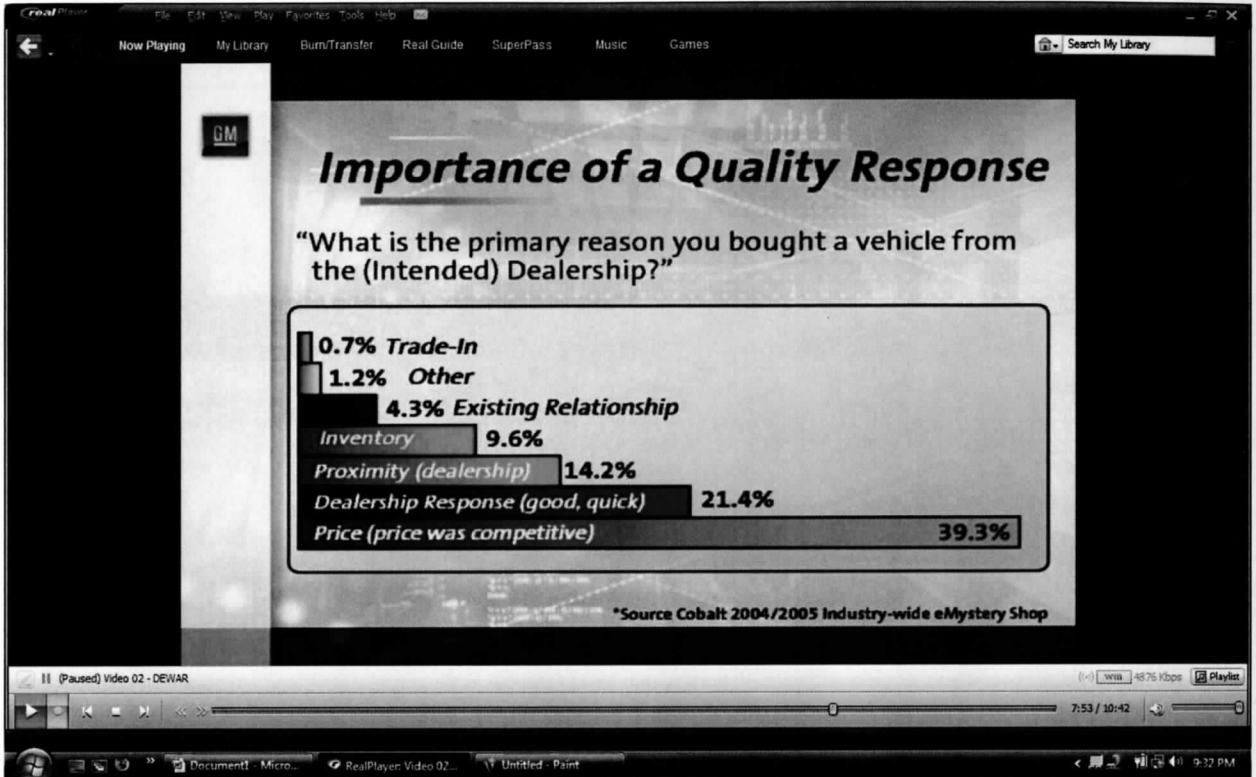 real Player File Edit View Play Favorites Tools Help
Now Playing My Library Burn/Transfer Real Guide SuperPass Music Games Search My Library
GM
Importance of a Quality Response
“What is the primary reason you bought a vehicle from
the (Intended) Dealership?”
0.7% Trade-In
1.2% Other
4.3% Existing Relationship
Inventory 9.6%
Proximity (dealership) 14.2%
Dealership Response (good, quick) 21.4%
Price (price was competitive) 39.3%
*Source Cobalt 2004/2005 Industry-wide eMystery Shop
(Paused) Video 02 - DEWAR 4876 Kbps Playlist
7:53 / 10:42
Document1 - Micro... RealPlayer: Video 02... Untitled - Paint 9:32 PM